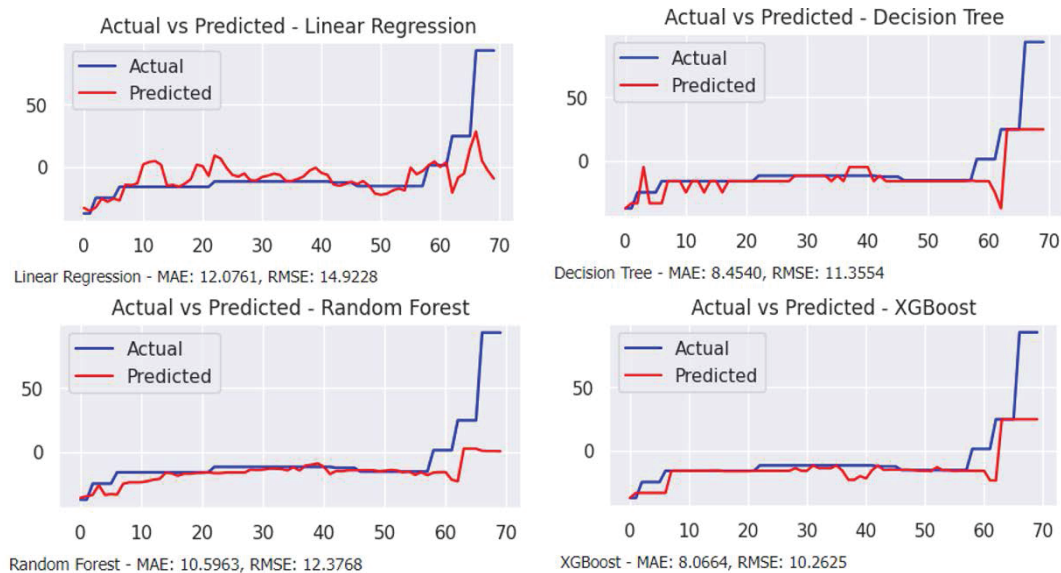 Actual vs Predicted - Linear Regression
Actual
Predicted
50
0
0 10 20 30 40 50 60 70
Linear Regression - MAE: 12.0761, RMSE: 14.9228
Actual vs Predicted - Decision Tree
Actual
Predicted
50
0
0 10 20 30 40 50 60 70
Decision Tree - MAE: 8.4540, RMSE: 11.3554
Actual vs Predicted - Random Forest
Actual
Predicted
50
0
0 10 20 30 40 50 60 70
Random Forest - MAE: 10.5963, RMSE: 12.3768
Actual vs Predicted - XGBoost
Actual
Predicted
50
0
0 10 20 30 40 50 60 70
XGBoost - MAE: 8.0664, RMSE: 10.2625